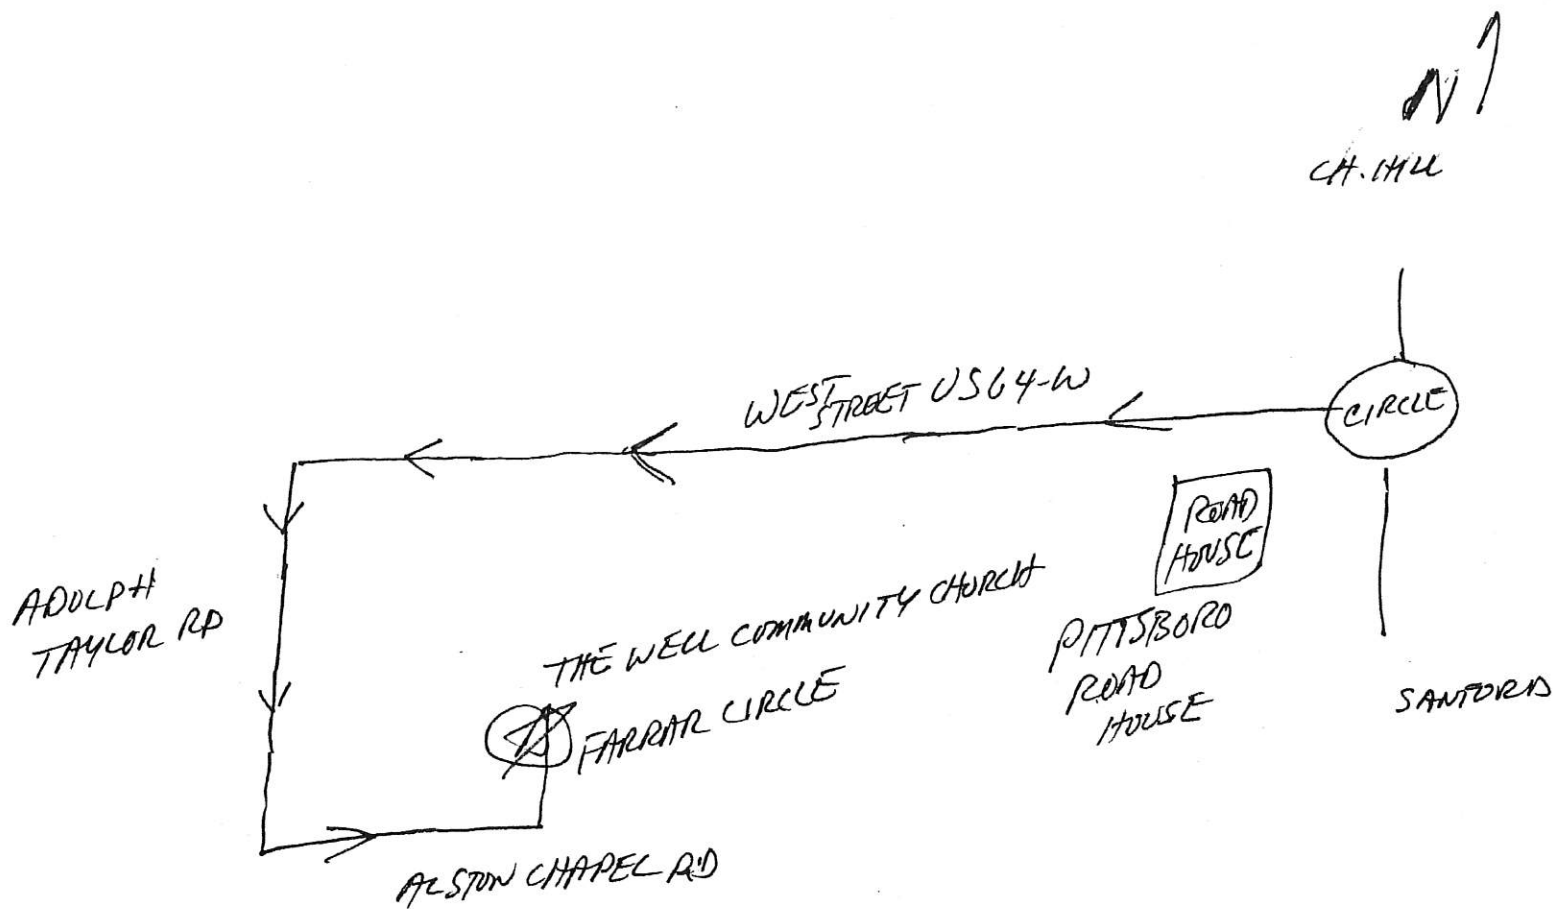 N
CH. HILL
WEST
STREET US64-W
CIRCLE
ROAD
HOUSE
ADOLPH
TAYLOR RD
THE WELL COMMUNITY CHURCH
FARRAR CIRCLE
PITTSBORO
ROAD
HOUSE
SANFORD
ALSTON CHAPEL RD